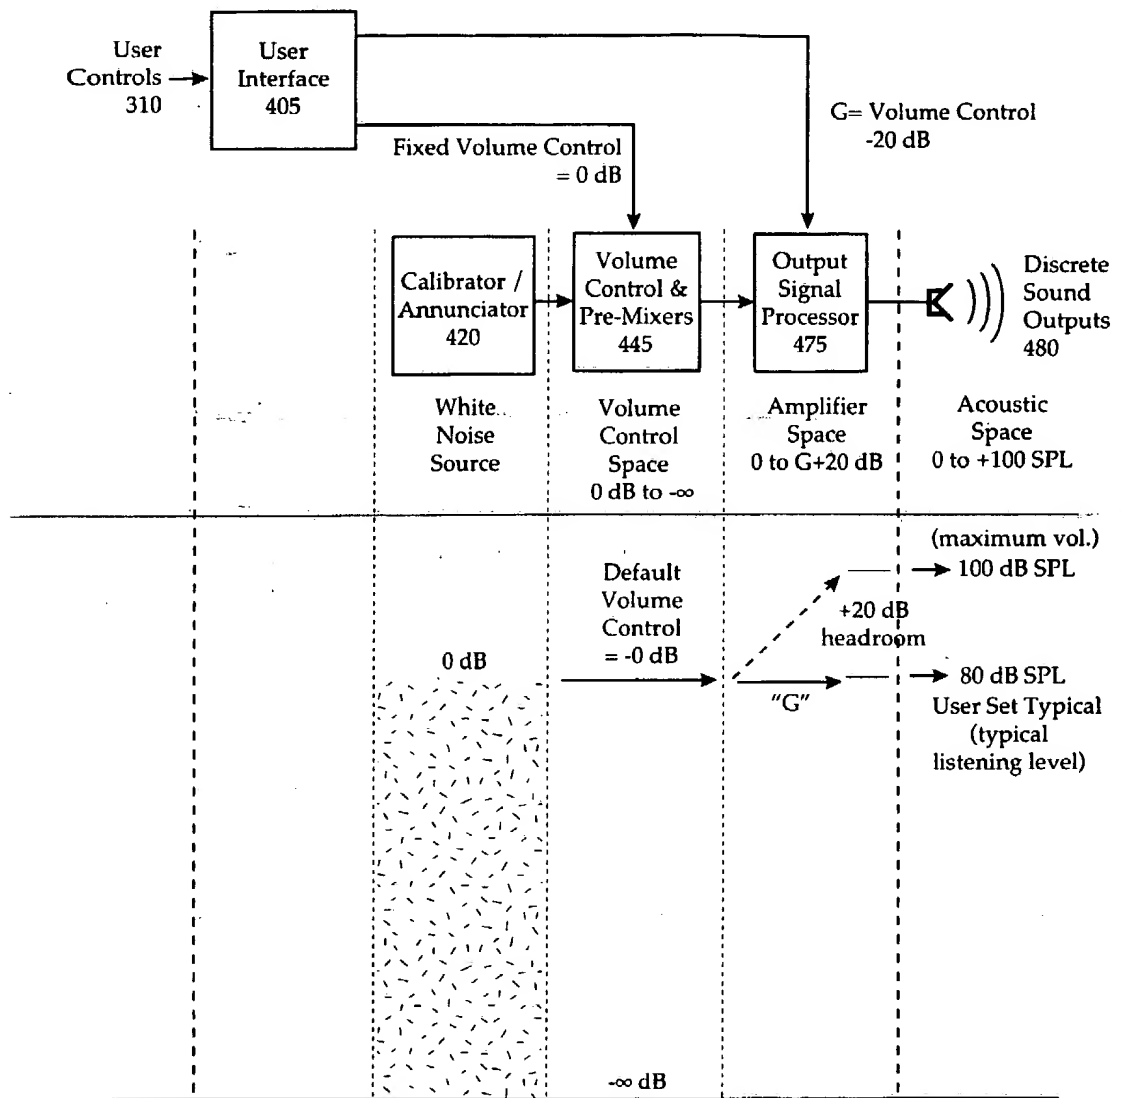 User
Controls
310
User
Interface
405
Fixed Volume Control
= 0 dB
G= Volume Control
-20 dB
Calibrator /
Annunciator
420
Volume
Control &
Pre-Mixers
445
Output
Signal
Processor
475
Discrete
Sound
Outputs
480
White
Noise
Source
Volume
Control
Space
0 dB to -∞
Amplifier
Space
0 to G+20 dB
Acoustic
Space
0 to +100 SPL
(maximum vol.)
100 dB SPL
Default
Volume
Control
= -0 dB
+20 dB
headroom
0 dB
"G"
80 dB SPL
User Set Typical
(typical
listening level)
-∞ dB